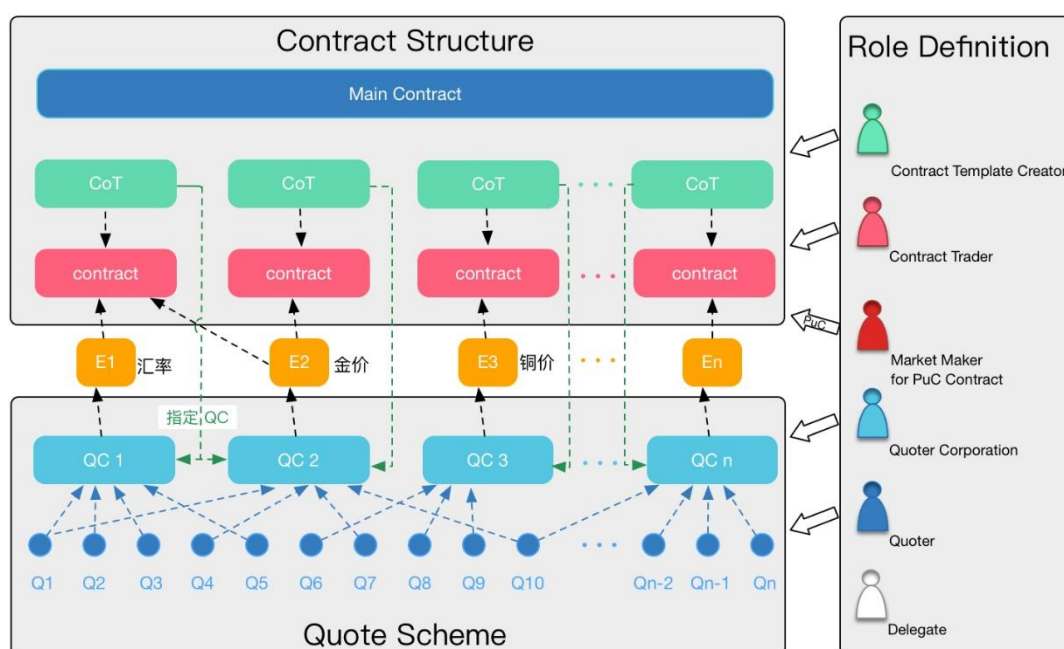 Contract Structure
Main Contract
CoT CoT CoT CoT
contract contract contract contract
E1 汇率 E2 金价 E3 铜价 En
指定 QC
QC 1 QC 2 QC 3 QC n
Q1 Q2 Q3 Q4 Q5 Q6 Q7 Q8 Q9 Q10 Qn-2 Qn-1 Qn
Quote Scheme
Role Definition
Contract Template Creator
Contract Trader
PuC
Market Maker
for PuC Contract
Quoter Corporation
Quoter
Delegate